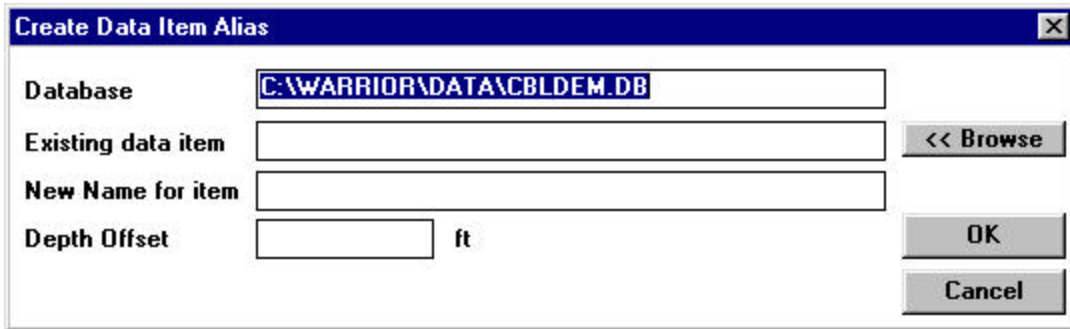 Create Data Item Alias
Database C:\WARRIOR\DATA\CBLDEM.DB
Existing data item << Browse
New Name for item
Depth Offset ft OK
Cancel